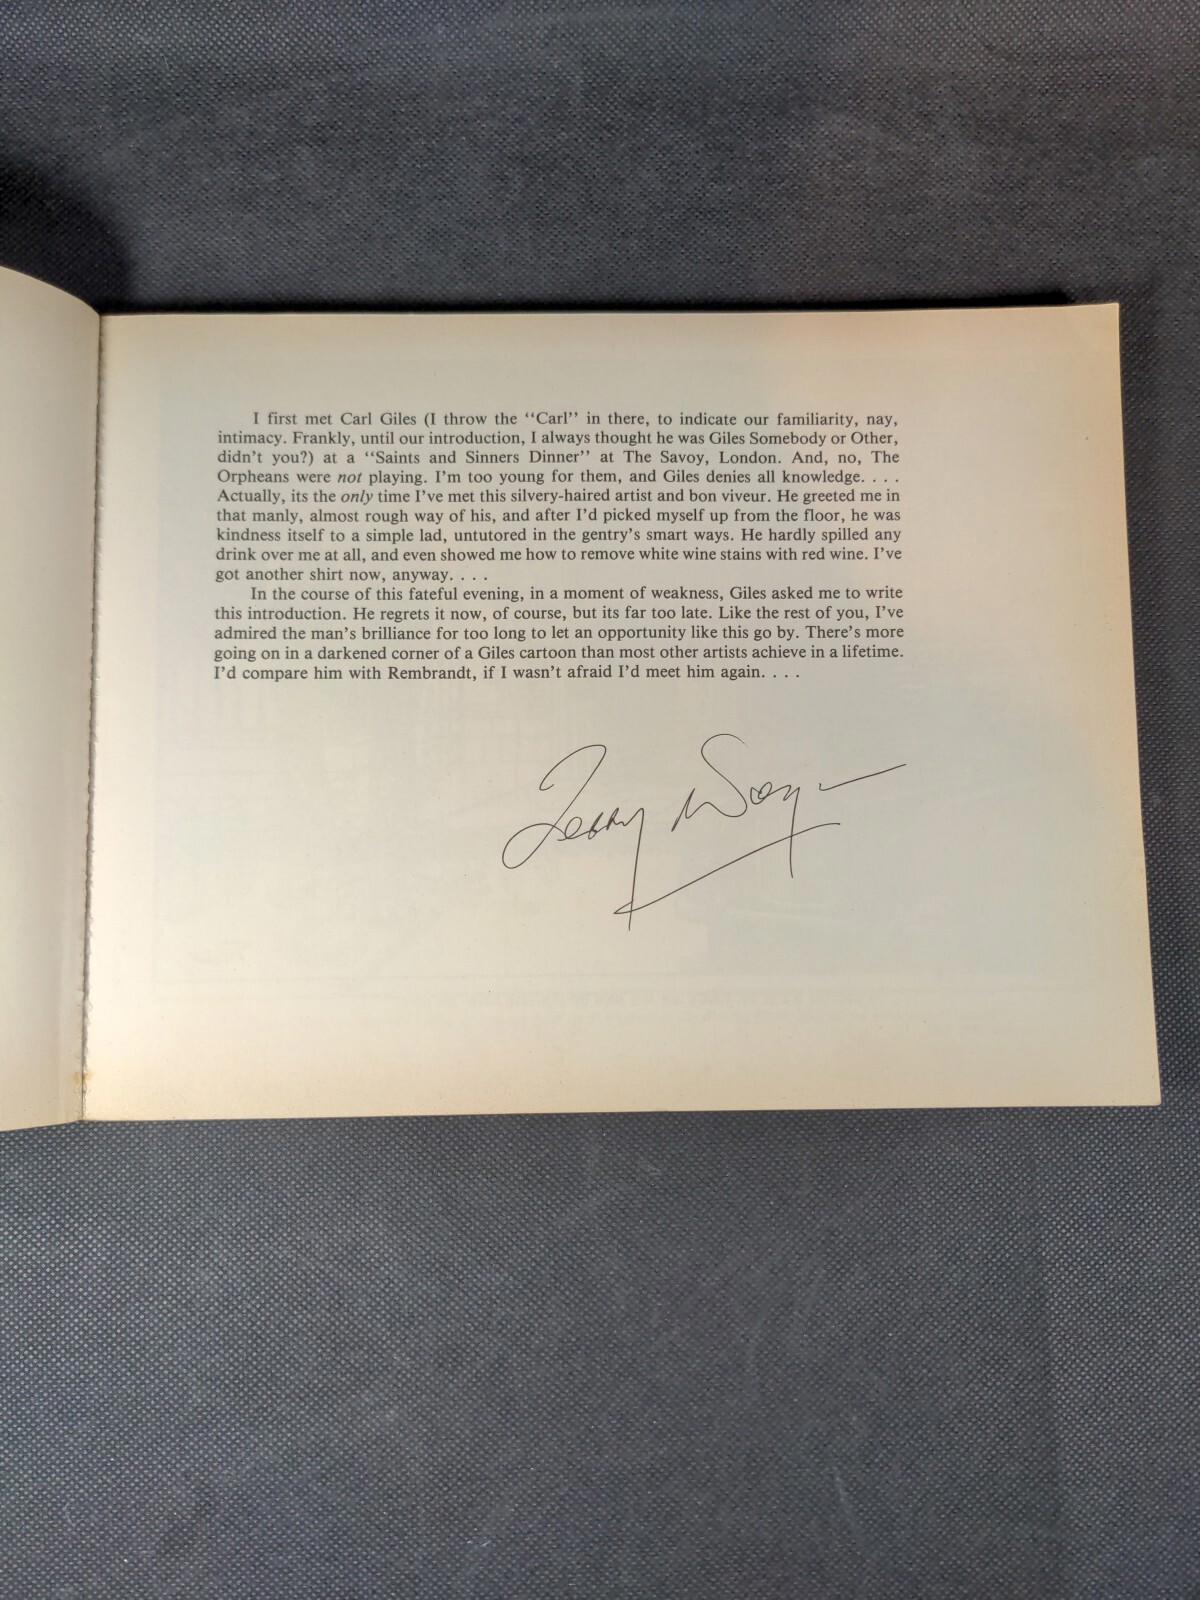 I first met Carl Giles (I throw the “Carl” in there, to indicate our familiarity, nay,
intimacy. Frankly, until our introduction, I always thought he was Giles Somebody or Other,
didn’t you?) at a “Saints and Sinners Dinner” at The Savoy, London. And, no, The
Orpheans were not playing. I’m too young for them, and Giles denies all knowledge. . . .
Actually, its the only time I’ve met this silvery-haired artist and bon viveur. He greeted me in
that manly, almost rough way of his, and after I’d picked myself up from the floor, he was
kindness itself to a simple lad, untutored in the gentry’s smart ways. He hardly spilled any
drink over me at all, and even showed me how to remove white wine stains with red wine. I’ve
got another shirt now, anyway. . . .
In the course of this fateful evening, in a moment of weakness, Giles asked me to write
this introduction. He regrets it now, of course, but its far too late. Like the rest of you, I’ve
admired the man’s brilliance for too long to let an opportunity like this go by. There’s more
going on in a darkened corner of a Giles cartoon than most other artists achieve in a lifetime.
I’d compare him with Rembrandt, if I wasn’t afraid I’d meet him again. . . .
Terry Wogan